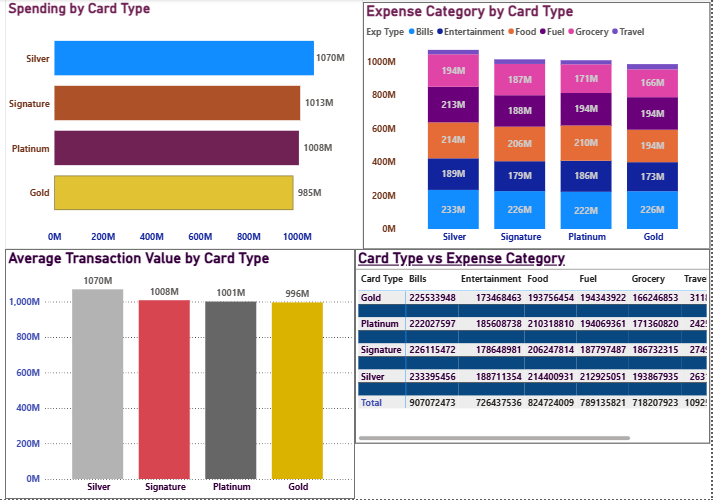 Spending by Card Type
Silver 1070M
Signature 1013M
Platinum 1008M
Gold 985M
0M 200M 400M 600M 800M 1000M
Expense Category by Card Type
Exp Type Bills Entertainment Food Fuel Grocery Travel
1000M
800M
600M
400M
200M
0M
194M 187M 171M 166M
213M 188M 194M 194M
214M 206M 210M 194M
189M 179M 186M 173M
233M 226M 222M 226M
Silver Signature Platinum Gold
Average Transaction Value by Card Type
1070M 1008M 1001M 996M
1,000M
800M
600M
400M
200M
0M
Silver Signature Platinum Gold
Card Type vs Expense Category
Card Type Bills Entertainment Food Fuel Grocery Trave
Gold 225533948 173468463 193756454 194343922 166246853 311
Platinum 222027597 185608738 210318810 194069361 171360820 242
Signature 226115472 178648981 206247814 187797487 186732315 274
Silver 233395456 188711354 214400931 212925051 193867935 263
Total 907072473 726437536 824724009 789135821 718207923 1092